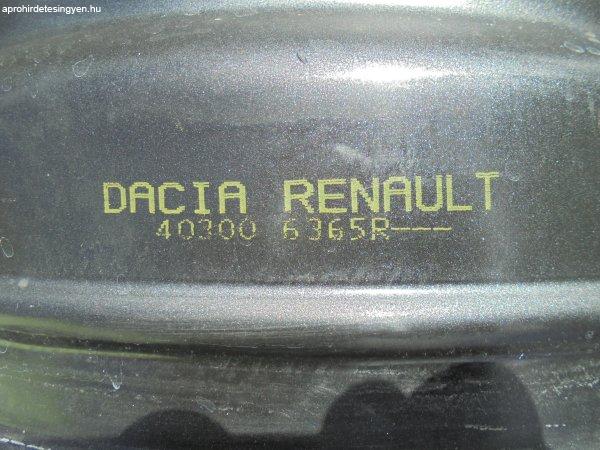 aprohirdetesingyen.hu
DACIA RENAULT
40300 6365R---